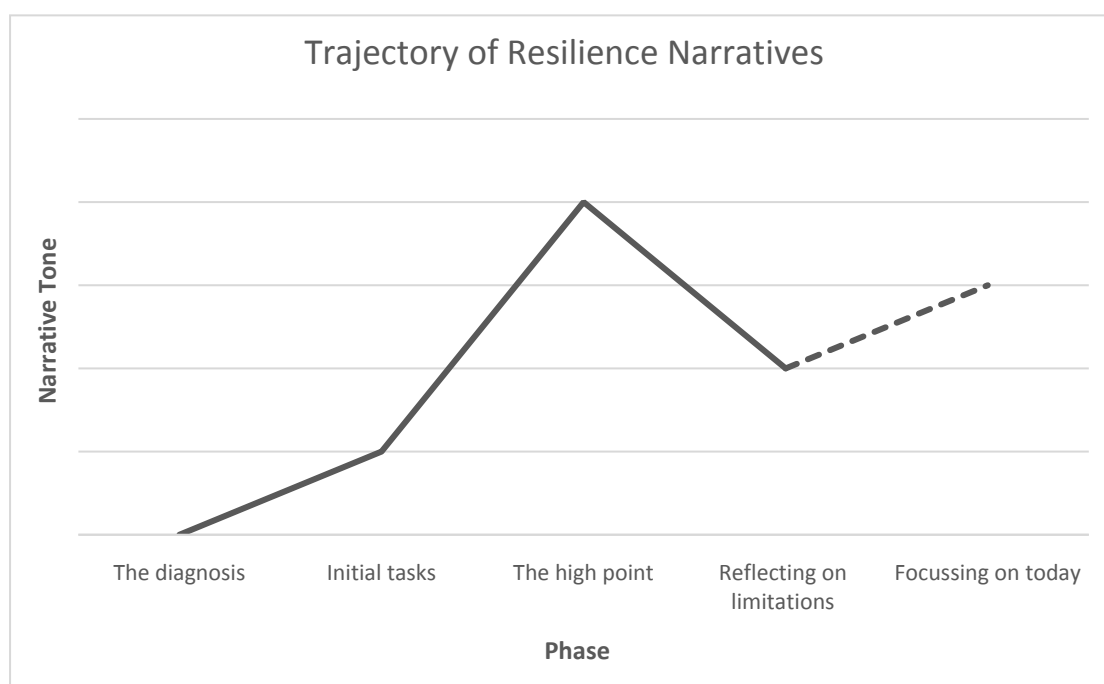 Trajectory of Resilience Narratives
Narrative Tone
The diagnosis
Initial tasks
The high point
Reflecting on
limitations
Focussing on today
Phase